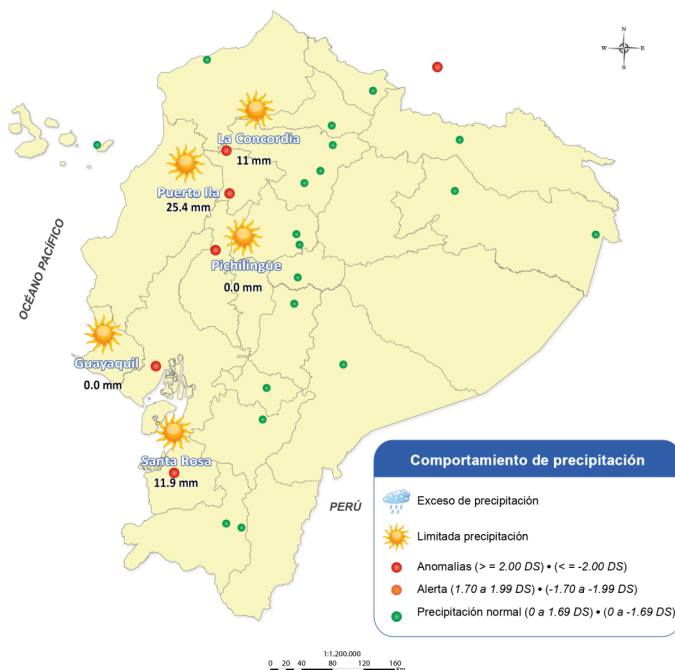 N
W E
S
La Concordia
11 mm
Puerto Ila
25.4 mm
Pichilingue
0.0 mm
OCÉANO PACÍFICO
Guayaquil
0.0 mm
Santa Rosa
11.9 mm
PERÚ
Comportamiento de precipitación
Exceso de precipitación
Limitada precipitación
Anomalías (> = 2.00 DS) • (< = -2.00 DS)
Alerta (1.70 a 1.99 DS) • (-1.70 a -1.99 DS)
Precipitación normal (0 a 1.69 DS) • (0 a -1.69 DS)
1:1.200.000
0 20 40 80 120 160
Km